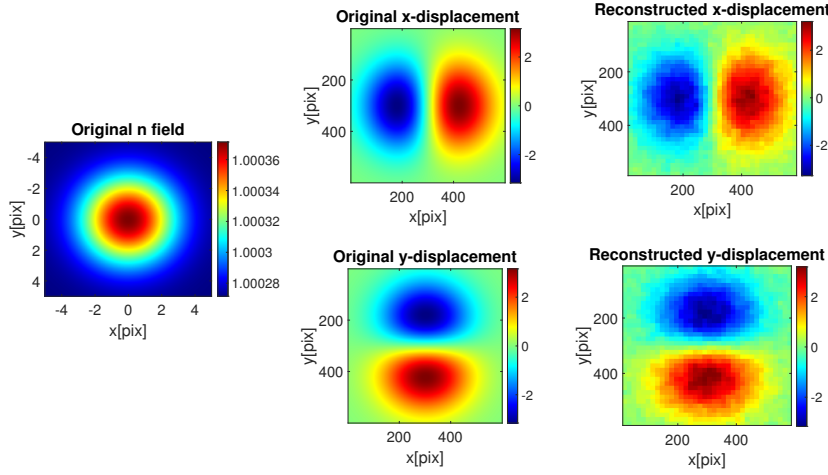 Original n field
-4
-2
0
2
4
-4 -2 0 2 4
y[pix]
x[pix]
1.00036
1.00034
1.00032
1.0003
1.00028
Original x-displacement
200
400
200 400
y[pix]
x[pix]
2
0
-2
Reconstructed x-displacement
200
400
200 400
y[pix]
x[pix]
2
0
-2
Original y-displacement
200
400
200 400
y[pix]
x[pix]
2
0
-2
Reconstructed y-displacement
200
400
200 400
y[pix]
x[pix]
2
0
-2